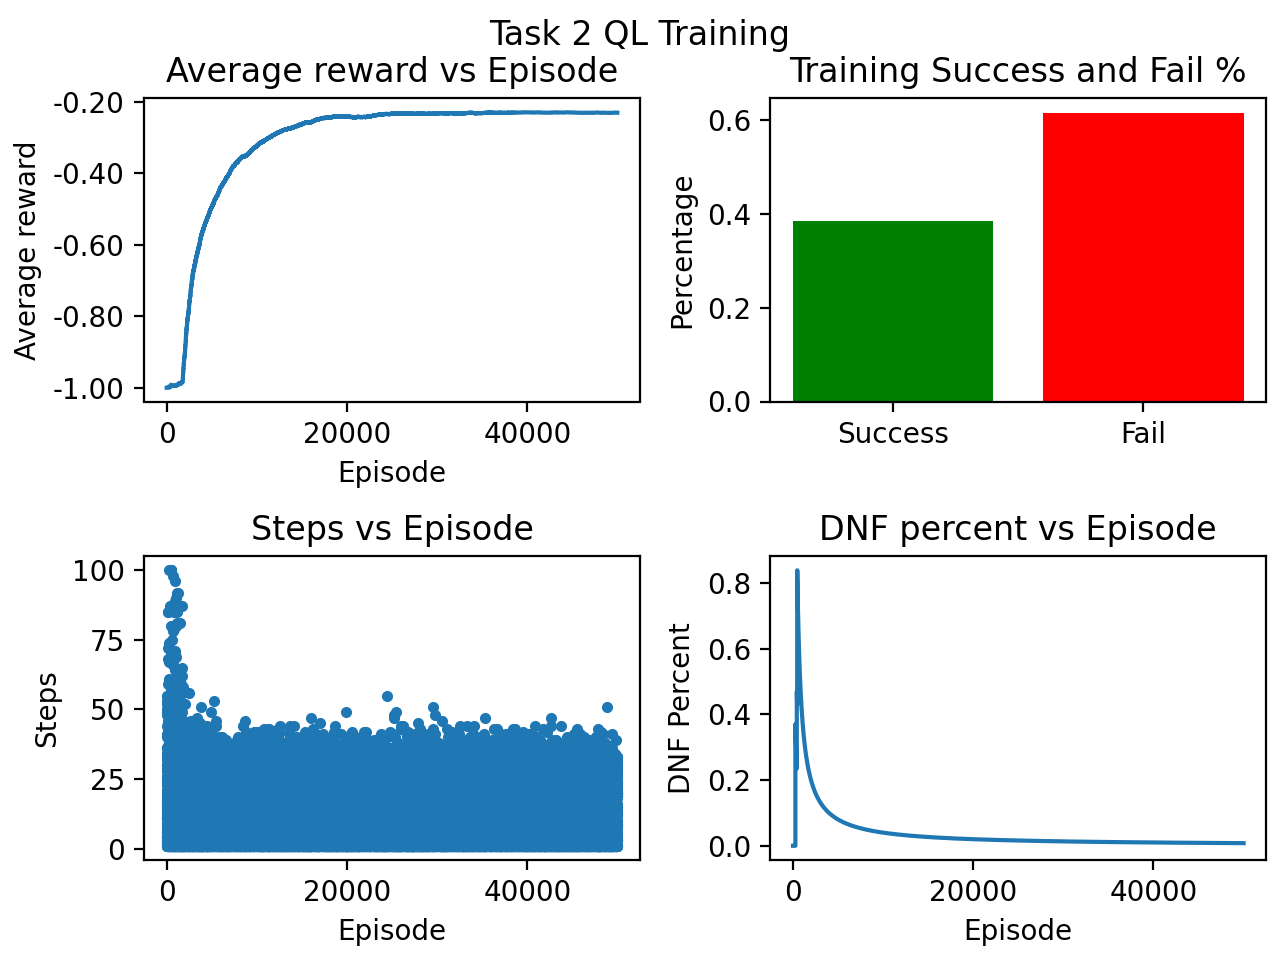 Task 2 QL Training
Average reward vs Episode
Training Success and Fail %
-0.20
-0.40
-0.60
-0.80
-1.00
Average reward
0 20000 40000
Episode
0.6
0.4
0.2
0.0
Percentage
Success Fail
Steps vs Episode
DNF percent vs Episode
100
75
50
25
0
Steps
0 20000 40000
Episode
0.8
0.6
0.4
0.2
0.0
DNF Percent
0 20000 40000
Episode